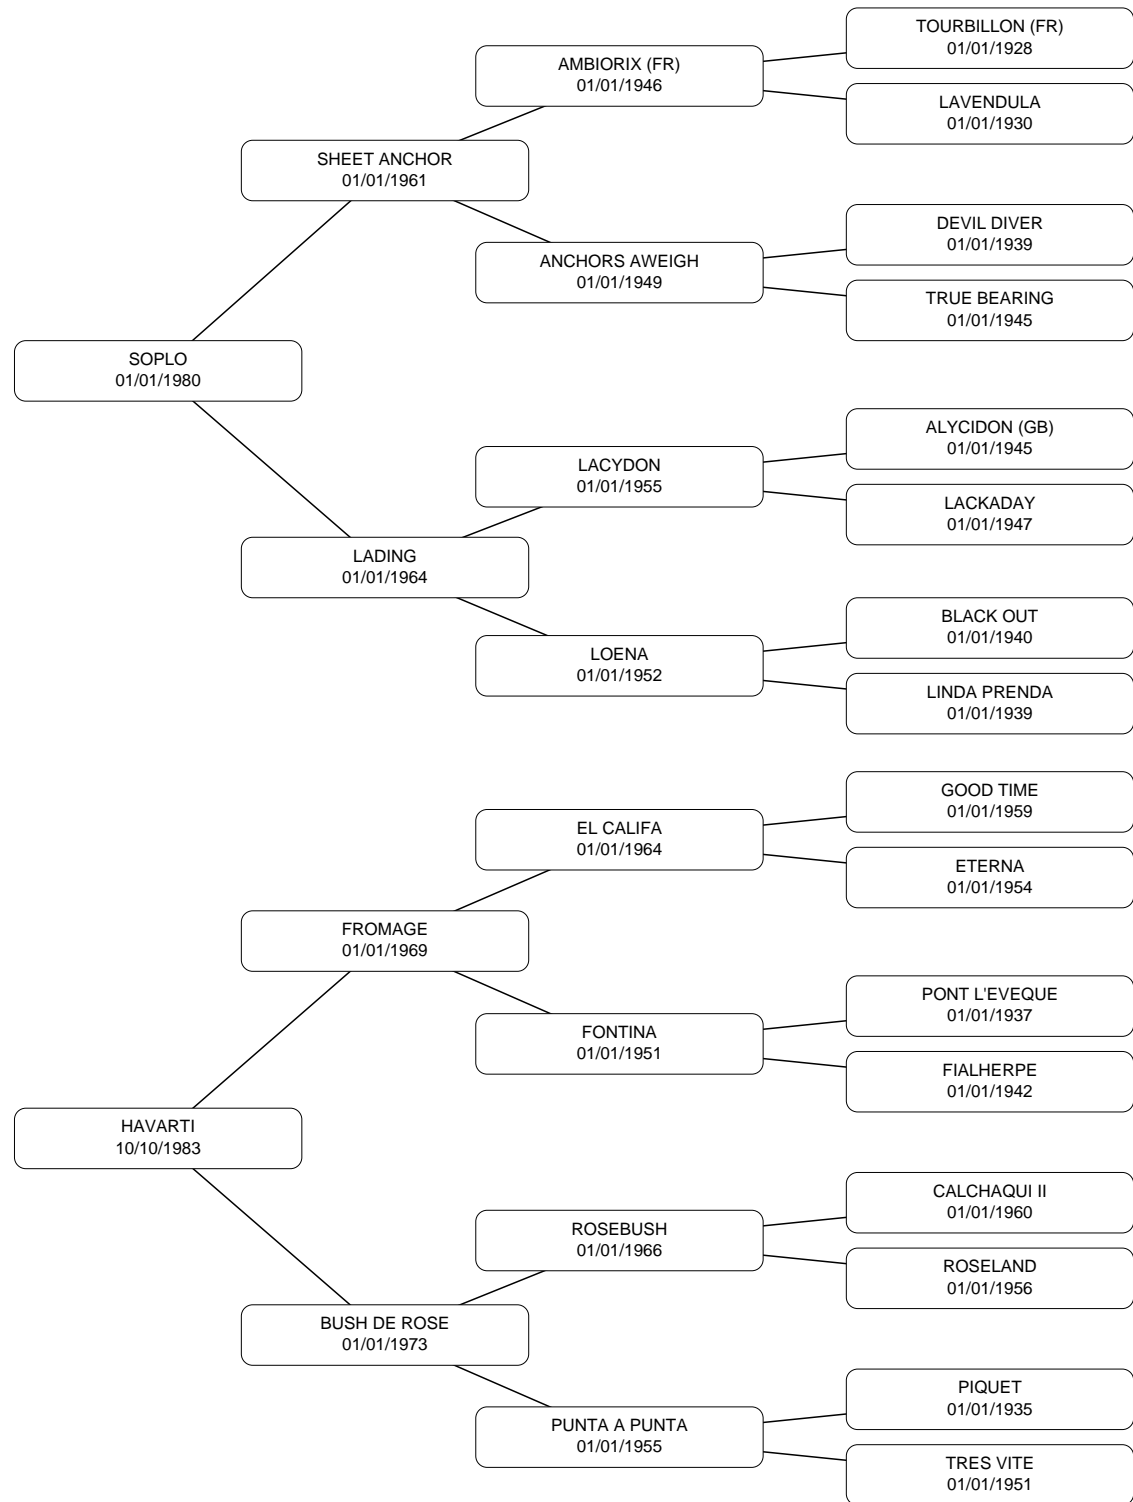 TOURBILLON (FR)
01/01/1928
AMBIORIX (FR)
01/01/1946
LAVENDULA
01/01/1930
SHEET ANCHOR
01/01/1961
DEVIL DIVER
01/01/1939
ANCHORS AWEIGH
01/01/1949
TRUE BEARING
01/01/1945
SOPLO
01/01/1980
ALYCIDON (GB)
01/01/1945
LACYDON
01/01/1955
LACKADAY
01/01/1947
LADING
01/01/1964
BLACK OUT
01/01/1940
LOENA
01/01/1952
LINDA PRENDA
01/01/1939
GOOD TIME
01/01/1959
EL CALIFA
01/01/1964
ETERNA
01/01/1954
FROMAGE
01/01/1969
PONT L'EVEQUE
01/01/1937
FONTINA
01/01/1951
FIALHERPE
01/01/1942
HAVARTI
10/10/1983
CALCHAQUI II
01/01/1960
ROSEBUSH
01/01/1966
ROSELAND
01/01/1956
BUSH DE ROSE
01/01/1973
PIQUET
01/01/1935
PUNTA A PUNTA
01/01/1955
TRES VITE
01/01/1951